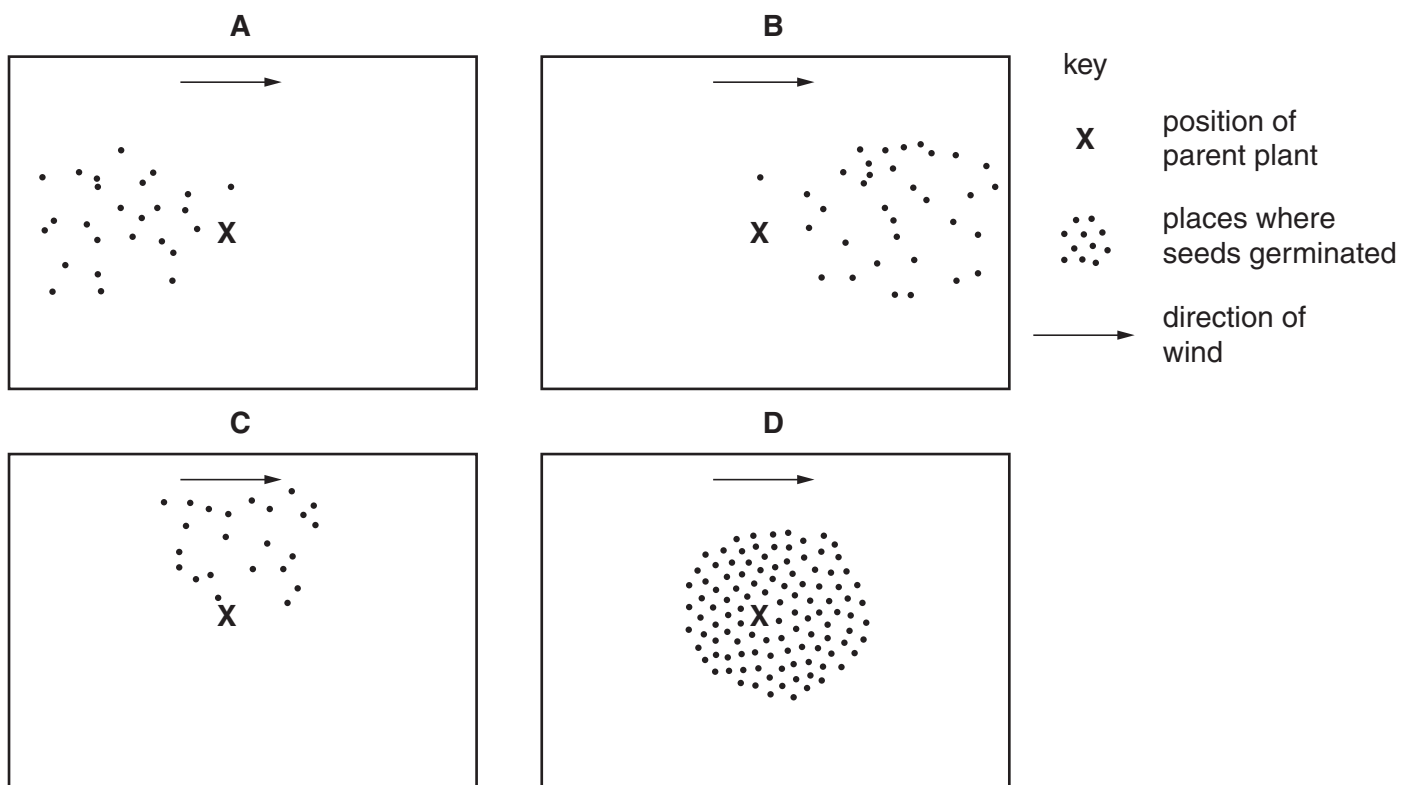 A
B
key
X
position of
parent plant
X
X
places where
seeds germinated
direction of
wind
C
D
X
X